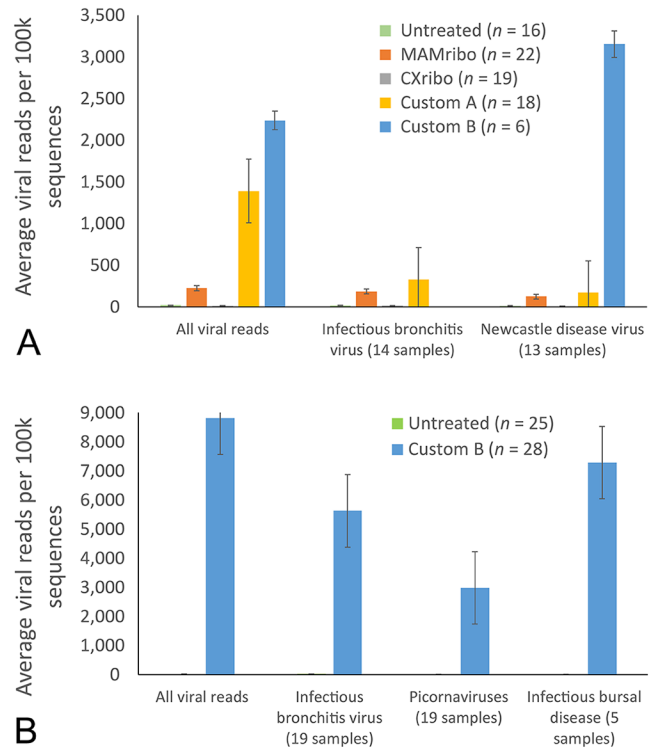 3,500
3,000
2,500
2,000
1,500
1,000
500
0
Average viral reads per 100k
sequences
Untreated (n = 16)
MAMribo (n = 22)
CXribo (n = 19)
Custom A (n = 18)
Custom B (n = 6)
All viral reads
Infectious bronchitis
virus (14 samples)
Newcastle disease virus
(13 samples)
A
9,000
8,000
7,000
6,000
5,000
4,000
3,000
2,000
1,000
0
Average viral reads per 100k
sequences
Untreated (n = 25)
Custom B (n = 28)
All viral reads
Infectious
bronchitis virus
(19 samples)
Picornaviruses
(19 samples)
Infectious bursal
disease (5
samples)
B